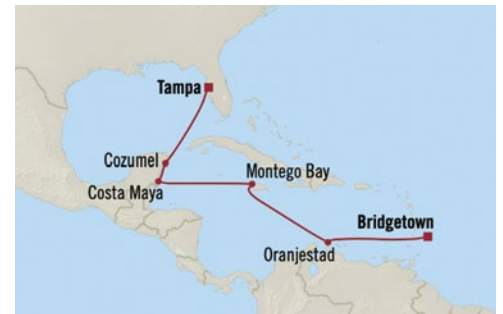 Tampa
Cozumel
Costa Maya
Montego Bay
Bridgetown
Oranjestad